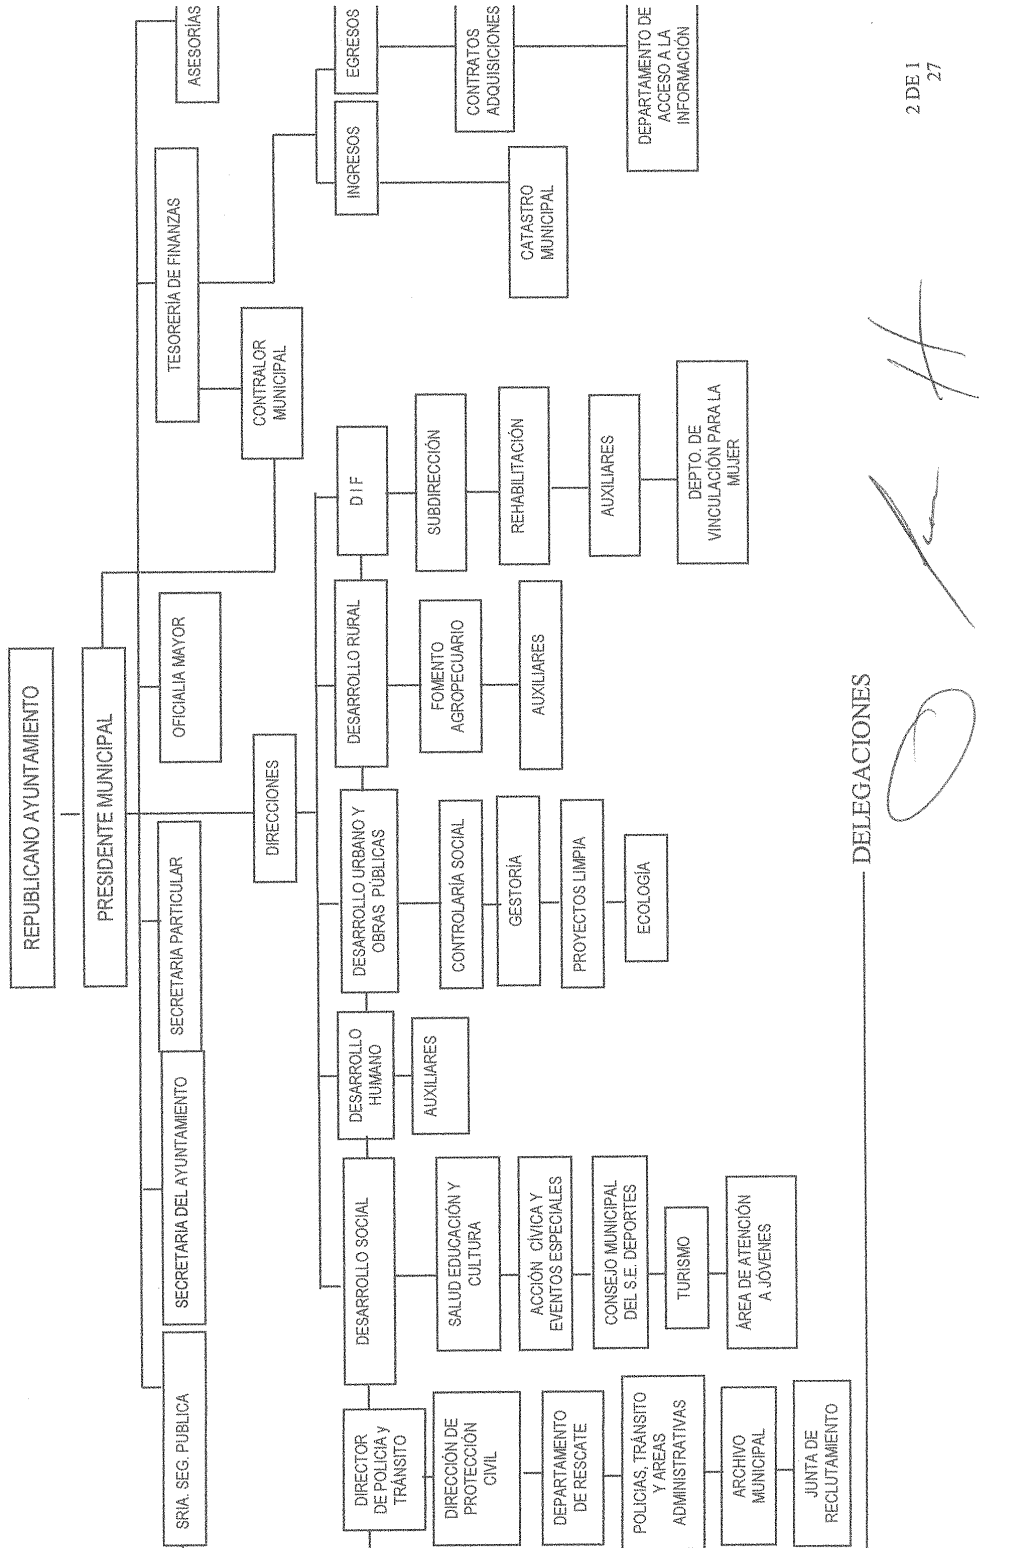 REPUBLICANO AYUNTAMIENTO
PRESIDENTE MUNICIPAL
SRIA. SEG. PUBLICA
SECRETARIA DEL AYUNTAMIENTO
SECRETARIA PARTICULAR
OFICIALIA MAYOR
TESORERÍA DE FINANZAS
ASESORÍAS
DIRECCIONES
CONTRALOR
MUNICIPAL
INGRESOS
EGRESOS
CATASTRO
MUNICIPAL
CONTRATOS
ADQUISICIONES
DEPARTAMENTO DE
ACCESO A LA
INFORMACIÓN
DIRECTOR
DE POLICIA y
TRÁNSITO
DIRECCIÓN DE
PROTECCIÓN
CIVIL
DEPARTAMENTO
DE RESCATE
POLICIAS, TRÁNSITO
Y AREAS
ADMINISTRATIVAS
ARCHIVO
MUNICIPAL
JUNTA DE
RECLUTAMIENTO
DESARROLLO SOCIAL
SALUD EDUCACIÓN Y
CULTURA
ACCIÓN CÍVICA Y
EVENTOS ESPECIALES
CONSEJO MUNICIPAL
DEL S.E. DEPORTES
TURISMO
ÁREA DE ATENCIÓN
A JÓVENES
DESARROLLO
HUMANO
AUXILIARES
DESARROLLO URBANO Y
OBRAS PÚBLICAS
CONTROLARÍA SOCIAL
GESTORÍA
PROYECTOS LIMPIA
ECOLOGÍA
DESARROLLO RURAL
FOMENTO
AGROPECUARIO
AUXILIARES
D I F
SUBDIRECCIÓN
REHABILITACIÓN
AUXILIARES
DEPTO. DE
VINCULACIÓN PARA LA
MUJER
DELEGACIONES
2 DE 1
27